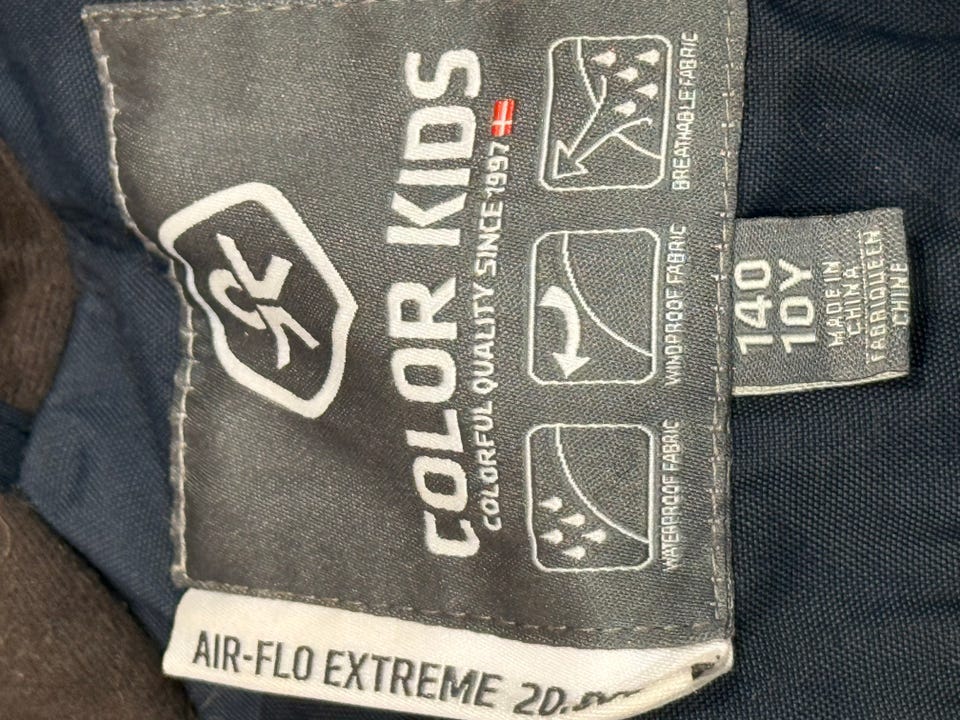 COLOR KIDS
COLORFUL QUALITY SINCE 1997
WATERPROOF FABRIC
WINDPROOF FABRIC
BREATHABLE FABRIC
140
10Y
MADE IN
CHINA
FABRIQUE EN
CHINE
AIR-FLO EXTREME